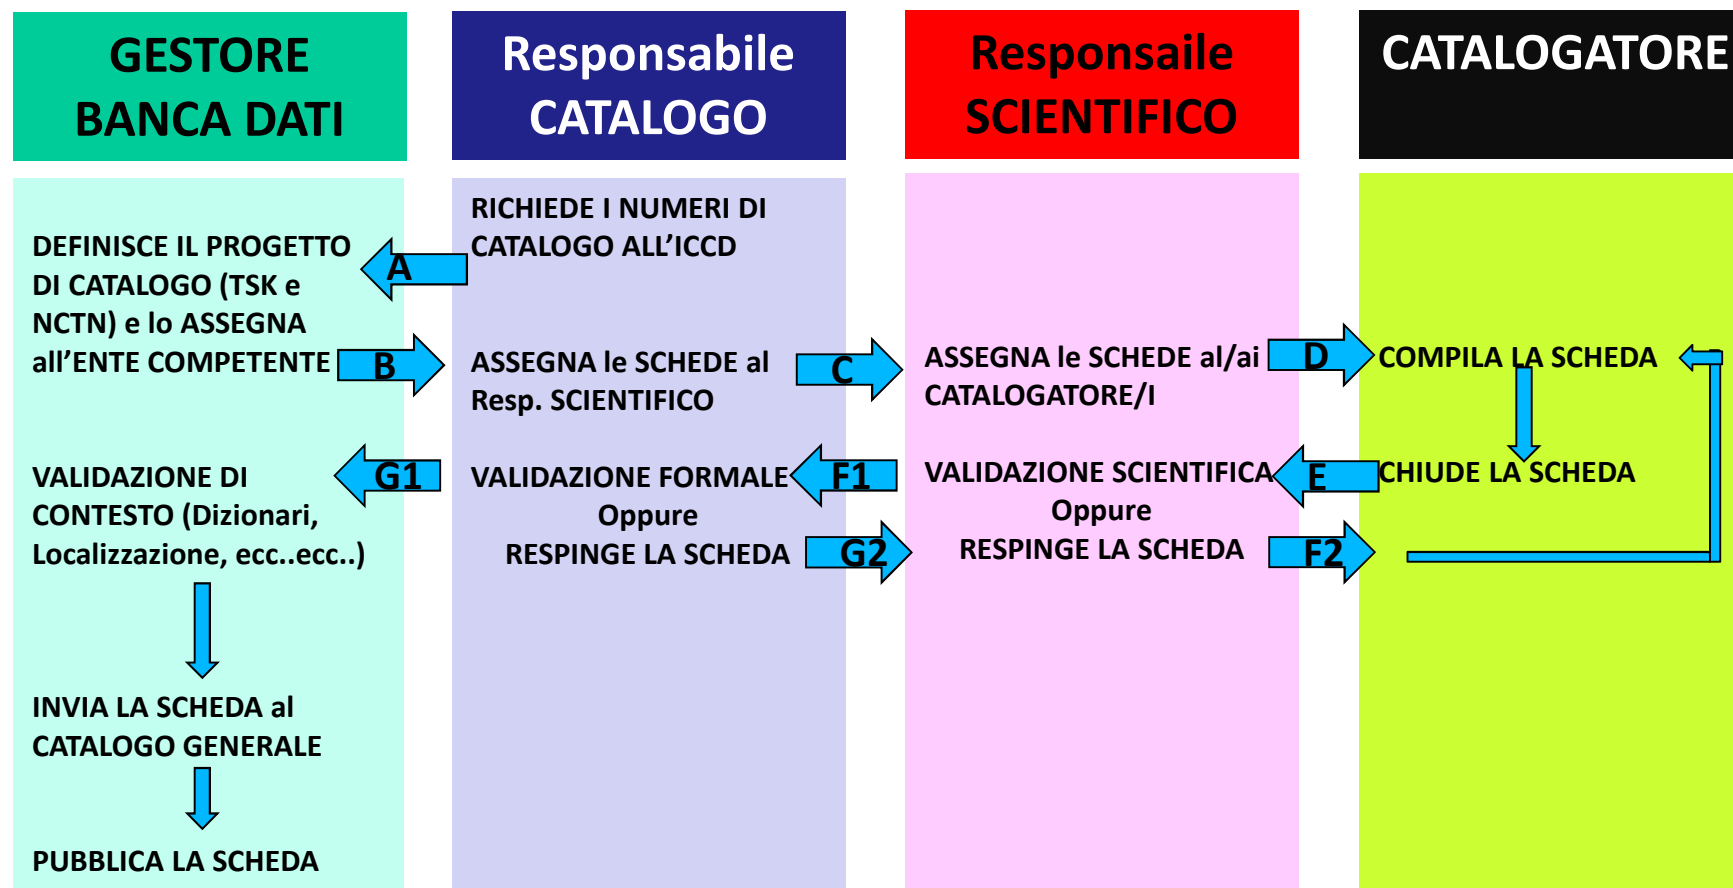 GESTORE
BANCA DATI
Responsabile
CATALOGO
Responsaile
SCIENTIFICO
CATALOGATORE
RICHIEDE I NUMERI DI
CATALOGO ALL’ICCD
A
DEFINISCE IL PROGETTO
DI CATALOGO (TSK e
NCTN) e lo ASSEGNA
all’ENTE COMPETENTE
B
ASSEGNA le SCHEDE al
Resp. SCIENTIFICO
C
ASSEGNA le SCHEDE al/ai
CATALOGATORE/I
D
COMPILA LA SCHEDA
CHIUDE LA SCHEDA
E
VALIDAZIONE SCIENTIFICA
Oppure
RESPINGE LA SCHEDA
F1
F2
VALIDAZIONE FORMALE
Oppure
RESPINGE LA SCHEDA
G1
G2
VALIDAZIONE DI
CONTESTO (Dizionari,
Localizzazione, ecc..ecc..)
INVIA LA SCHEDA al
CATALOGO GENERALE
PUBBLICA LA SCHEDA